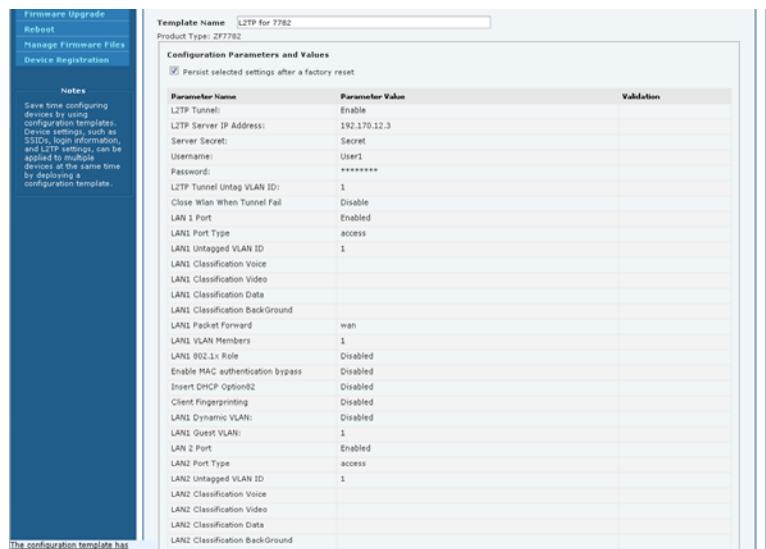 Firmware Upgrade
Reboot
Manage Firmware Files
Device Registration
Notes
Save time configuring
devices by using
configuration templates.
Device settings, such as
SSIDs, login information,
and L2TP settings, can be
applied to multiple
devices at the same time
by deploying a
configuration template.
The configuration template has
Template Name L2TP for 7782
Product Type: ZF7782
Configuration Parameters and Values
Persist selected settings after a factory reset
Parameter Name Parameter Value Validation
L2TP Tunnel: Enable
L2TP Server IP Address: 192.170.12.3
Server Secret: Secret
Username: User1
Password: ********
L2TP Tunnel Untag VLAN ID: 1
Close Wlan When Tunnel Fail Disable
LAN 1 Port Enabled
LAN1 Port Type access
LAN1 Untagged VLAN ID 1
LAN1 Classification Voice
LAN1 Classification Video
LAN1 Classification Data
LAN1 Classification BackGround
LAN1 Packet Forward wan
LAN1 VLAN Members 1
LAN1 802.1x Role Disabled
Enable MAC authentication bypass Disabled
Insert DHCP Option82 Disabled
Client Fingerprinting Disabled
LAN1 Dynamic VLAN: Disabled
LAN1 Guest VLAN: 1
LAN 2 Port Enabled
LAN2 Port Type access
LAN2 Untagged VLAN ID 1
LAN2 Classification Voice
LAN2 Classification Video
LAN2 Classification Data
LAN2 Classification BackGround